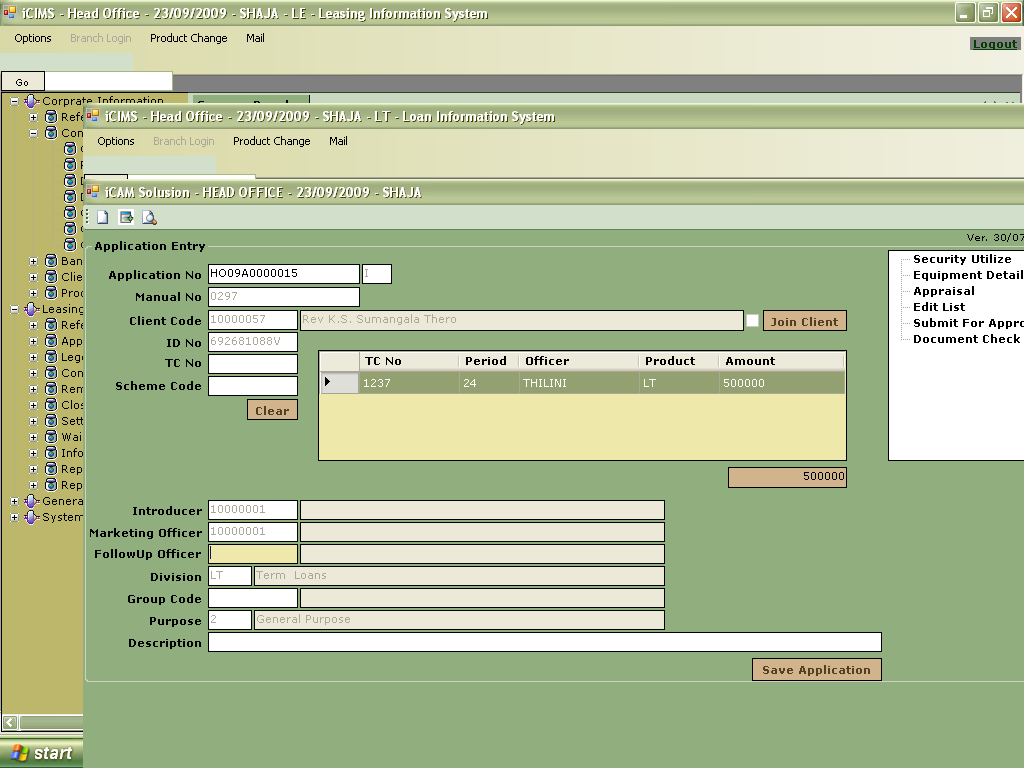 iCIMS - Head Office - 23/09/2009 - SHAJA - LE - Leasing Information System
Options Branch Login Product Change Mail
Logout
Go
Corprate Information
Refe
iCIMS - Head Office - 23/09/2009 - SHAJA - LT - Loan Information System
Con
Options Branch Login Product Change Mail
iCAM Solusion - HEAD OFFICE - 23/09/2009 - SHAJA
Ver. 30/07
Application Entry
Ban
Clie
Proc
Leasing
Refe
App
Lega
Con
Rem
Clos
Sett
Wai
Info
Rep
Rep
Genera
System
Application No HO09A0000015 I
Manual No 0297
Client Code 10000057 Rev K.S. Sumangala Thero Join Client
ID No 692681088V
TC No
Scheme Code
Clear
TC No Period Officer Product Amount
1237 24 THILINI LT 500000
500000
Security Utilize
Equipment Detail
Appraisal
Edit List
Submit For Appro
Document Check
Introducer 10000001
Marketing Officer 10000001
FollowUp Officer
Division LT Term Loans
Group Code
Purpose 2 General Purpose
Description
Save Application
start